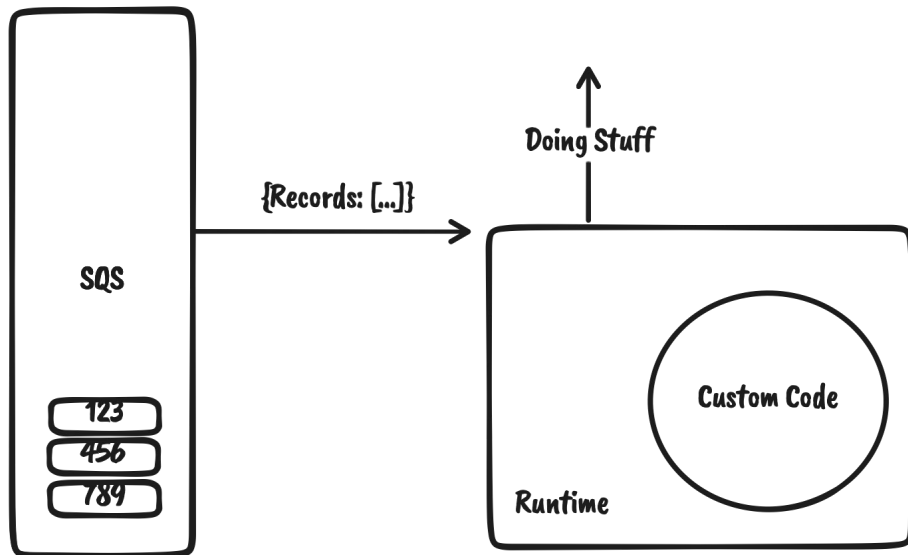 Doing Stuff
{Records: [...]}
SQS
123
456
789
Custom Code
Runtime